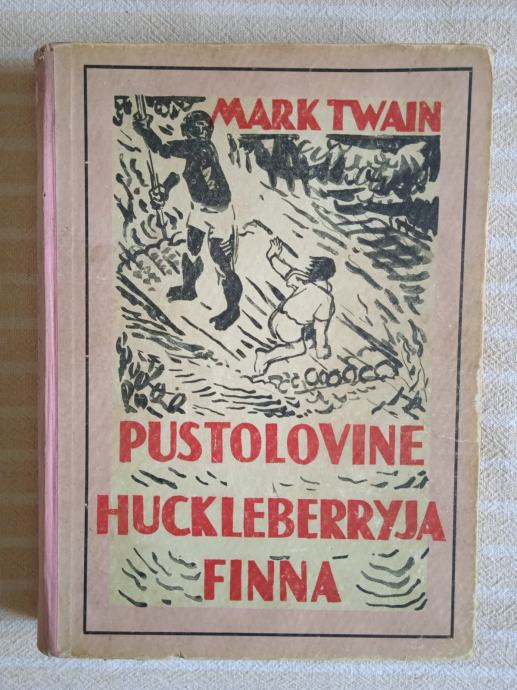 MARK TWAIN
PUSTOLOVINE
HUCKLEBERRYJA
FINNA